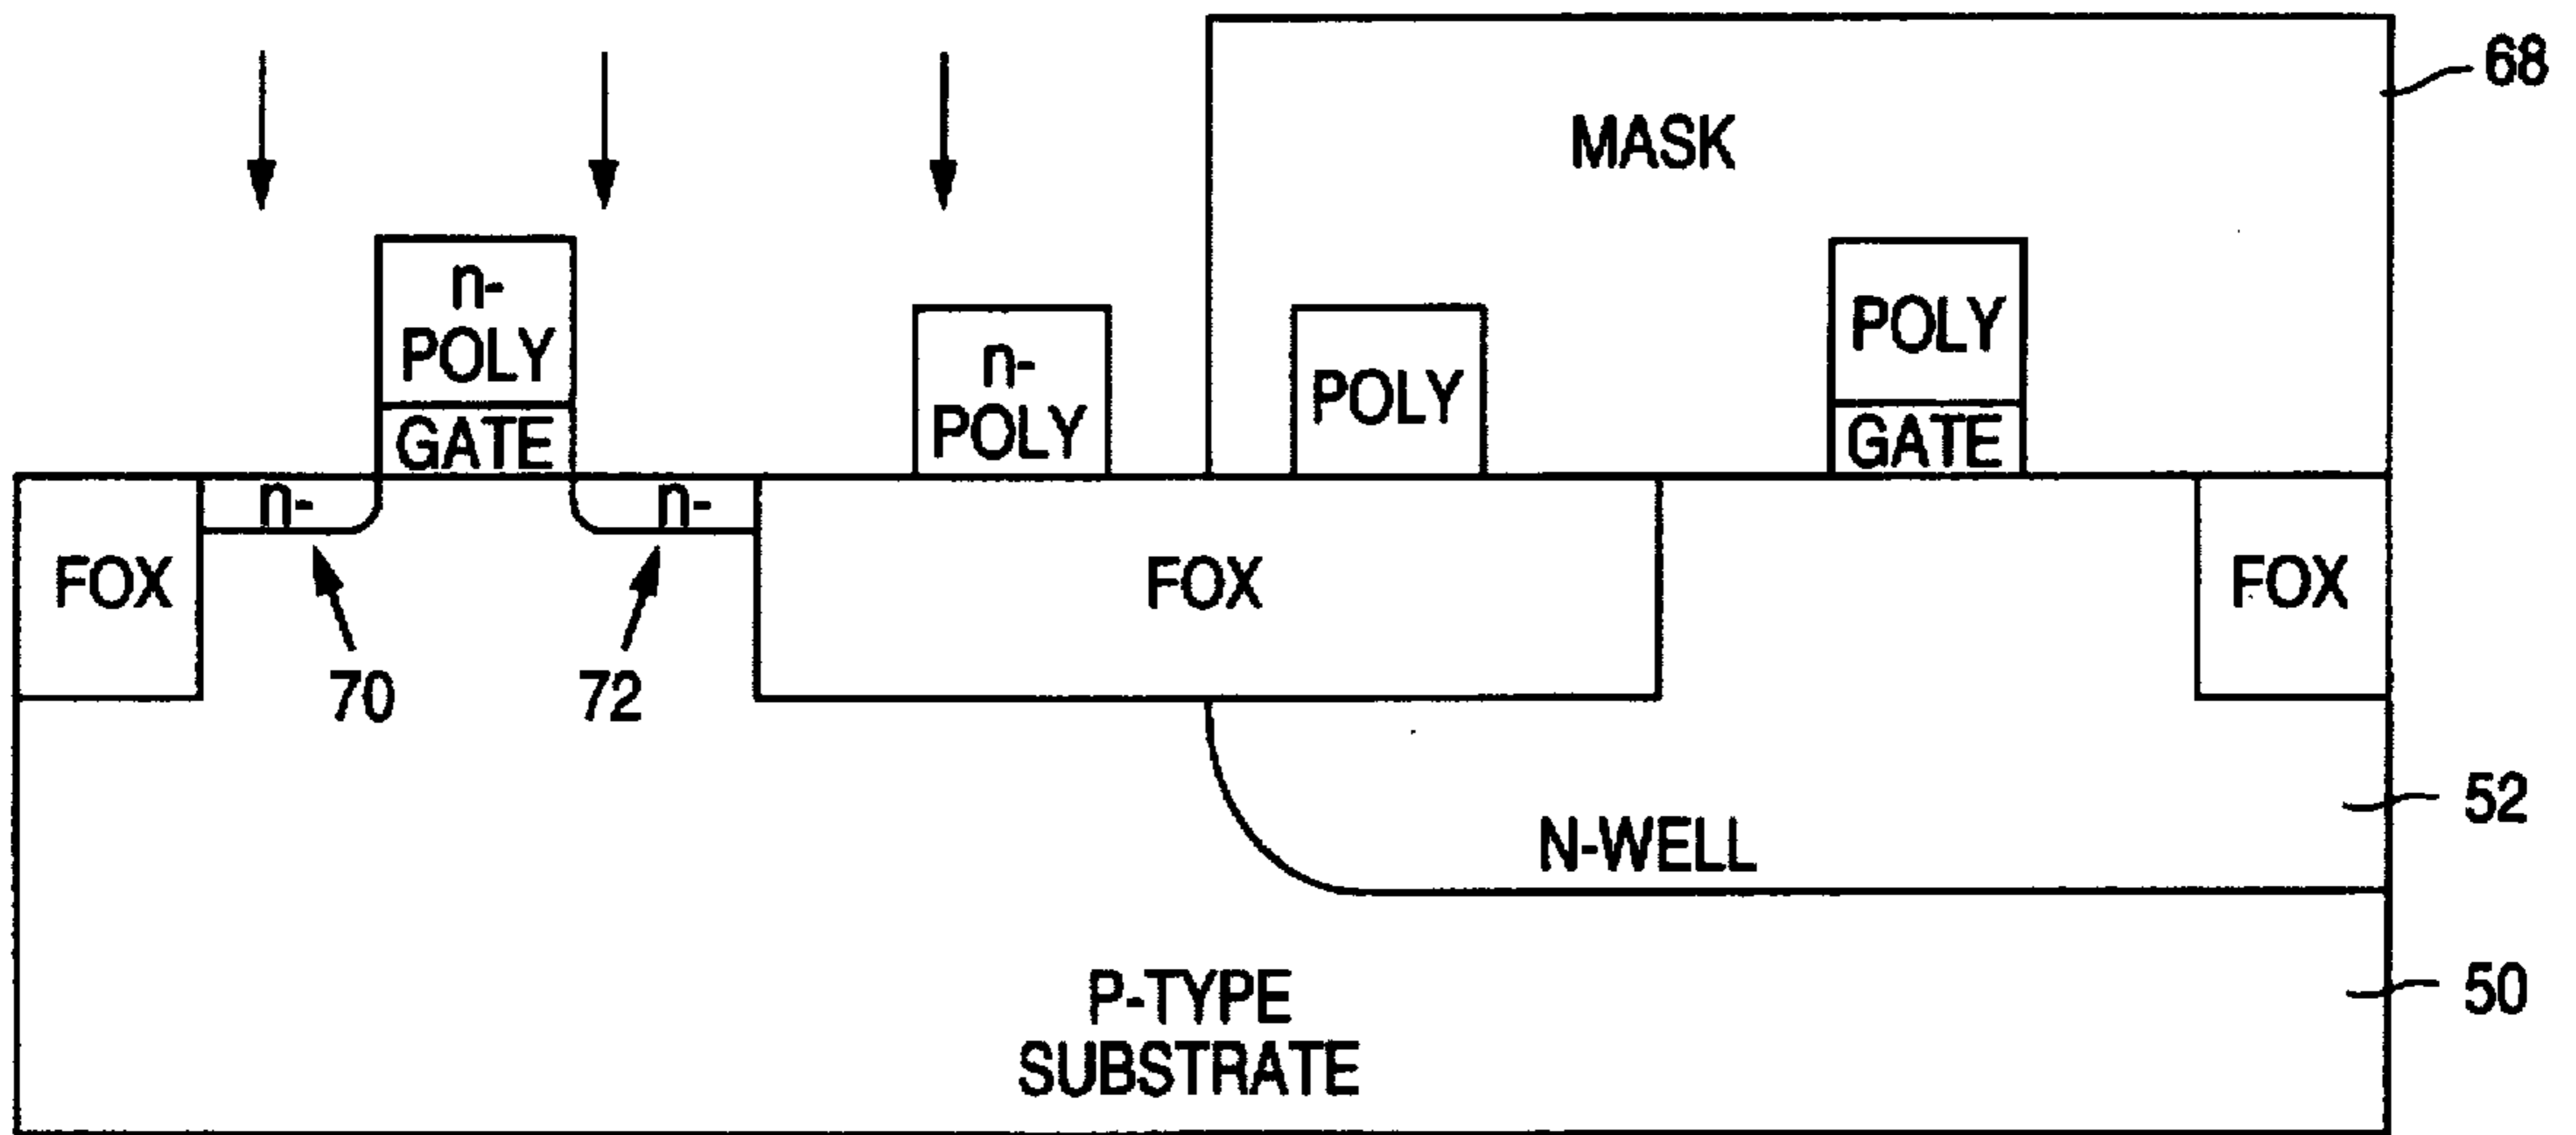 68
MASK
n-
POLY
GATE
n-
POLY
POLY
POLY
GATE
n-
n-
FOX
FOX
FOX
70
72
N-WELL
52
P-TYPE
SUBSTRATE
50